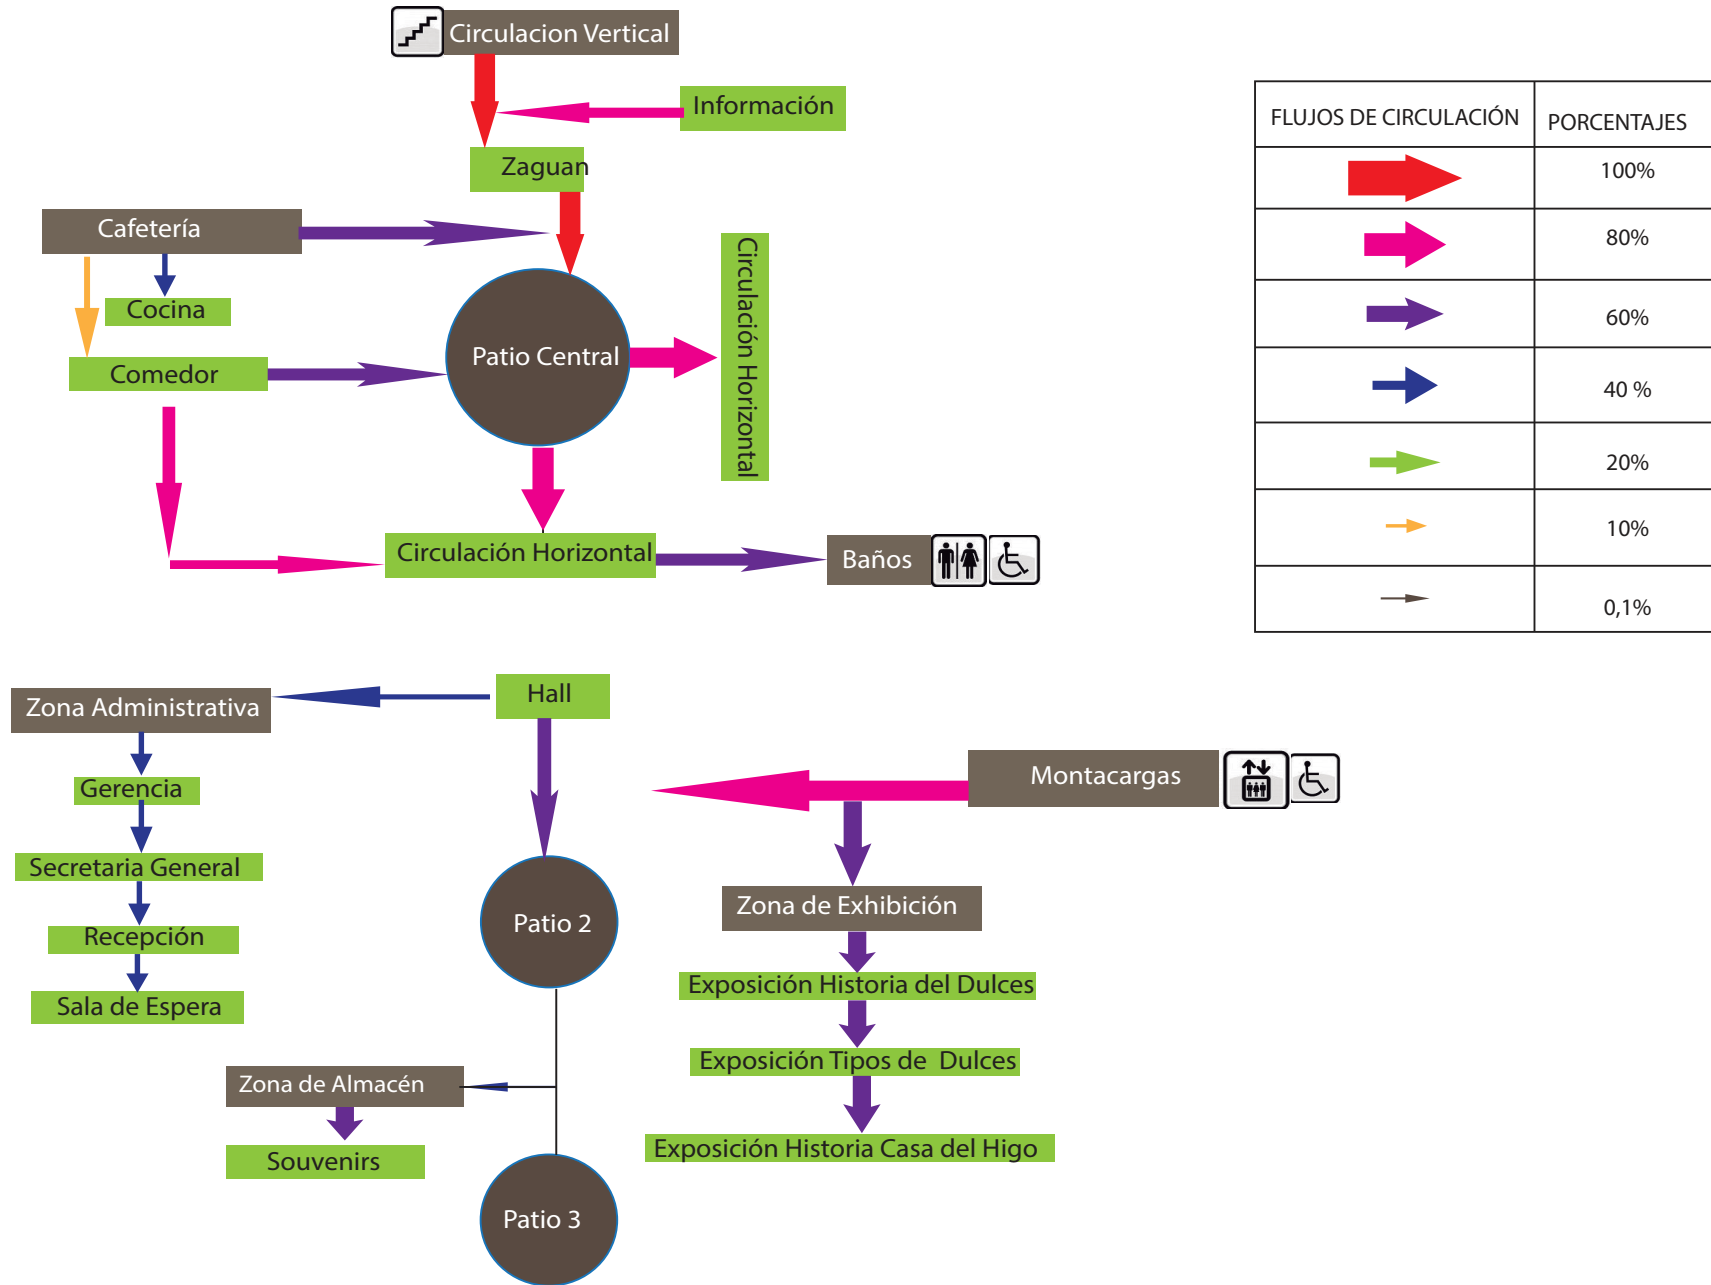 Circulacion Vertical
Información
Zaguan
Cafetería
Cocina
Comedor
Patio Central
Circulación Horizontal
Circulación Horizontal
Baños
FLUJOS DE CIRCULACIÓN PORCENTAJES
100%
80%
60%
40 %
20%
10%
0,1%
Hall
Zona Administrativa
Gerencia
Secretaria General
Recepción
Sala de Espera
Montacargas
Patio 2
Zona de Exhibición
Exposición Historia del Dulces
Exposición Tipos de Dulces
Exposición Historia Casa del Higo
Zona de Almacén
Souvenirs
Patio 3